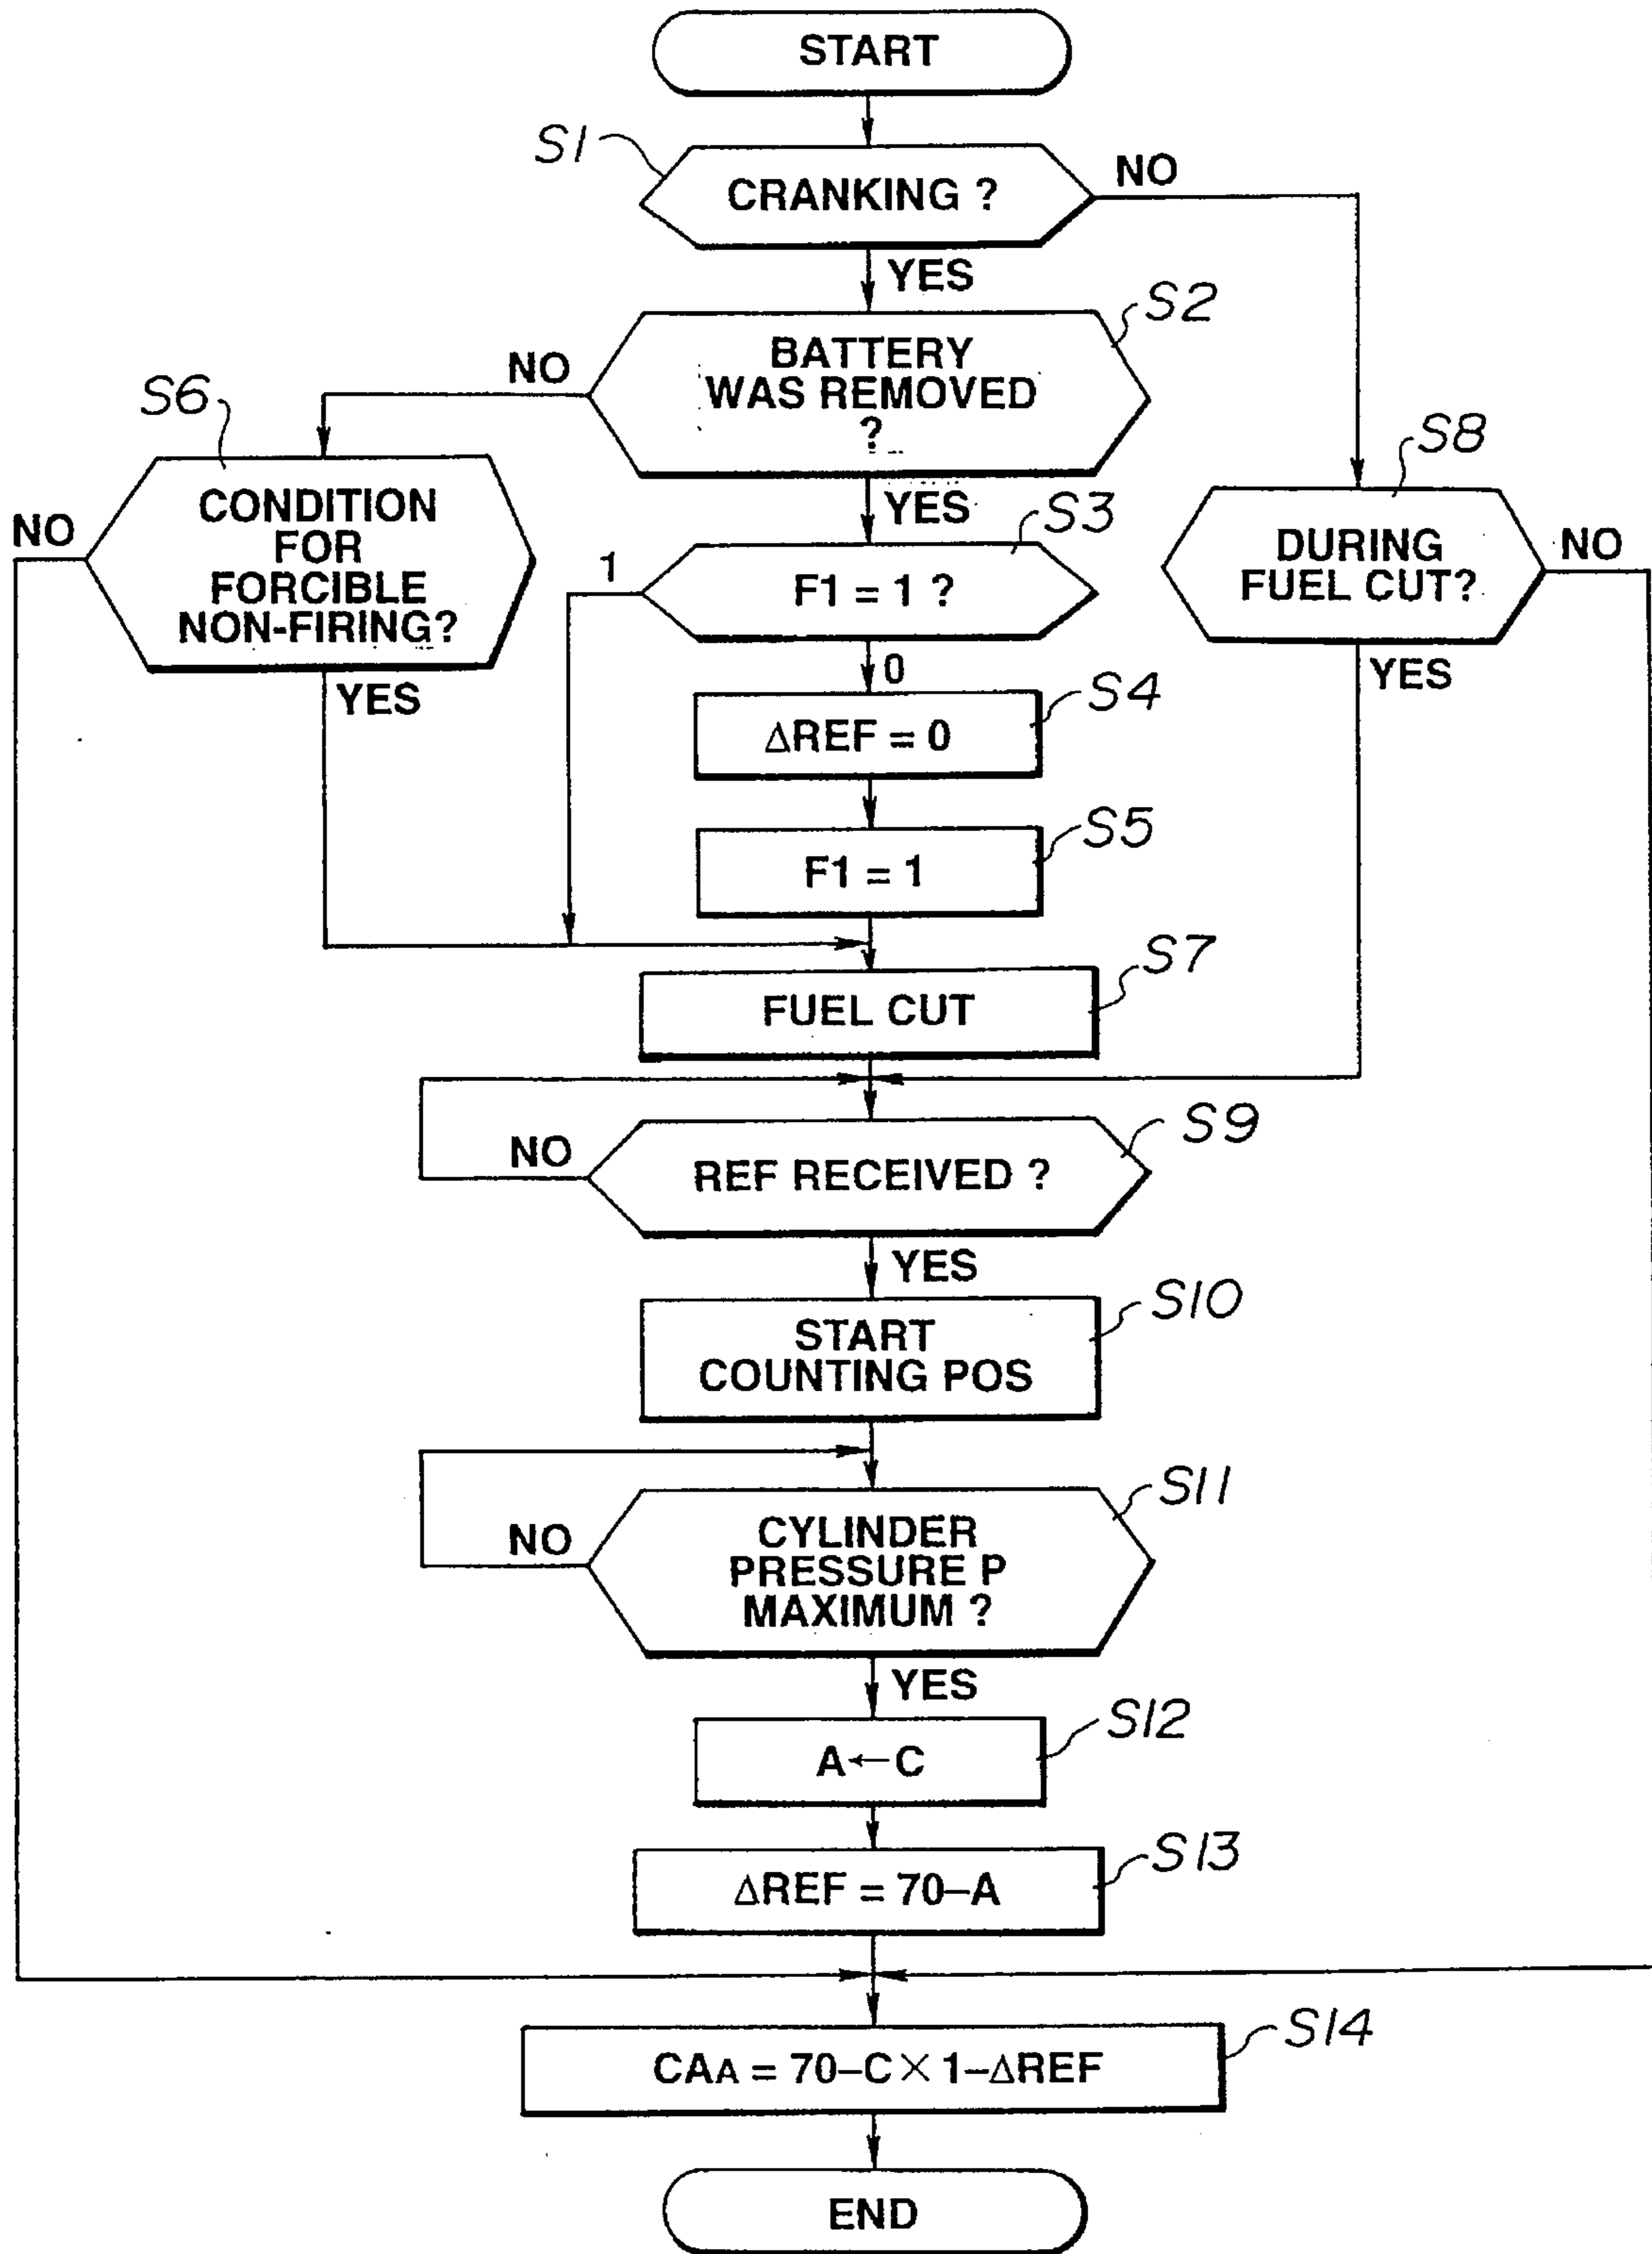 START
S1
CRANKING ?
NO
YES
S2
BATTERY
WAS REMOVED
?
NO
YES
S6
CONDITION
FOR
FORCIBLE
NON-FIRING?
NO
YES
S3
F1 = 1 ?
1
0
S8
DURING
FUEL CUT?
NO
YES
S4
ΔREF = 0
S5
F1 = 1
S7
FUEL CUT
S9
REF RECEIVED ?
NO
YES
S10
START
COUNTING POS
S11
CYLINDER
PRESSURE P
MAXIMUM ?
NO
YES
S12
A←C
S13
ΔREF = 70–A
S14
CAA = 70–C×1–ΔREF
END